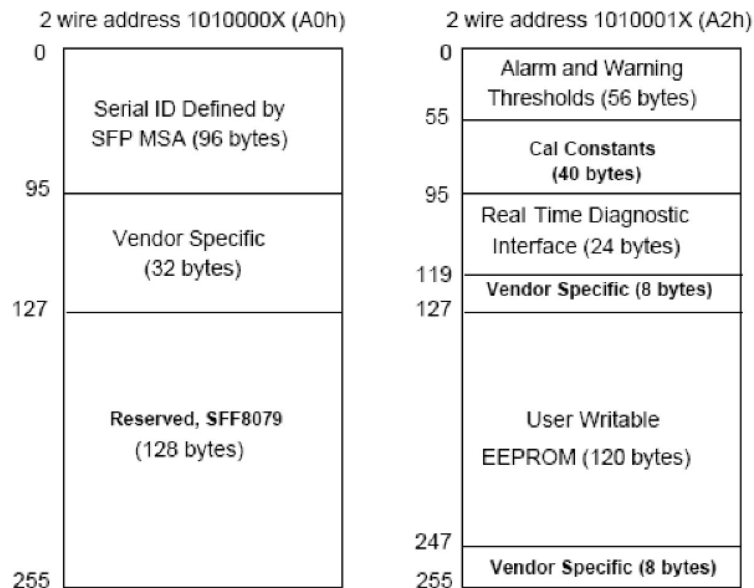 2 wire address 1010000X (A0h)
0
Serial ID Defined by
SFP MSA (96 bytes)
95
Vendor Specific
(32 bytes)
127
Reserved, SFF8079
(128 bytes)
255
2 wire address 1010001X (A2h)
0
Alarm and Warning
Thresholds (56 bytes)
55
Cal Constants
(40 bytes)
95
Real Time Diagnostic
Interface (24 bytes)
119
Vendor Specific (8 bytes)
127
User Writable
EEPROM (120 bytes)
247
Vendor Specific (8 bytes)
255